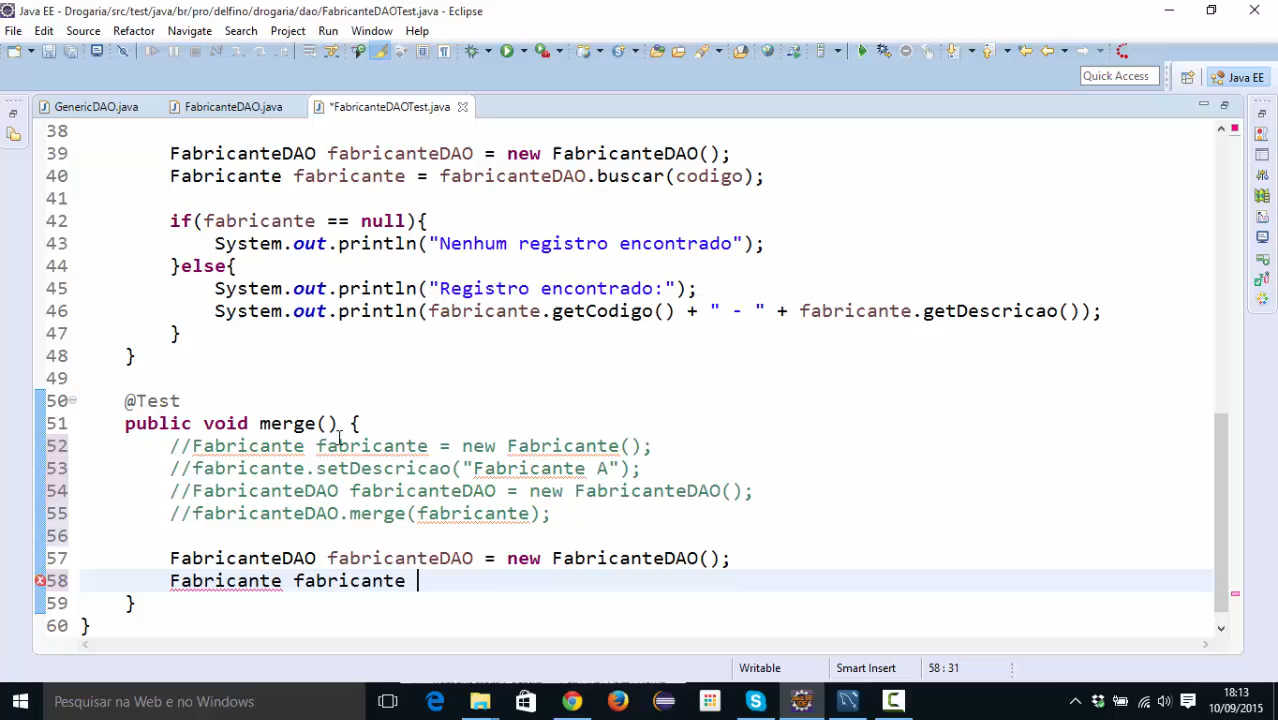 Java EE - Drogaria/src/test/java/br/pro/delfino/drogaria/dao/FabricanteDAOTest.java - Eclipse
File Edit Source Refactor Navigate Search Project Run Window Help
Quick Access Java EE
GenericDAO.java FabricanteDAO.java *FabricanteDAOTest.java
38
39 FabricanteDAO fabricanteDAO = new FabricanteDAO();
40 Fabricante fabricante = fabricanteDAO.buscar(codigo);
41
42 if(fabricante == null){
43 System.out.println("Nenhum registro encontrado");
44 }else{
45 System.out.println("Registro encontrado:");
46 System.out.println(fabricante.getCodigo() + " - " + fabricante.getDescricao());
47 }
48 }
49
50 @Test
51 public void merge() {
52 //Fabricante fabricante = new Fabricante();
53 //fabricante.setDescricao("Fabricante A");
54 //FabricanteDAO fabricanteDAO = new FabricanteDAO();
55 //fabricanteDAO.merge(fabricante);
56
57 FabricanteDAO fabricanteDAO = new FabricanteDAO();
58 Fabricante fabricante
59 }
60 }
Writable Smart Insert 58 : 31
Pesquisar na Web e no Windows
18:13
10/09/2015